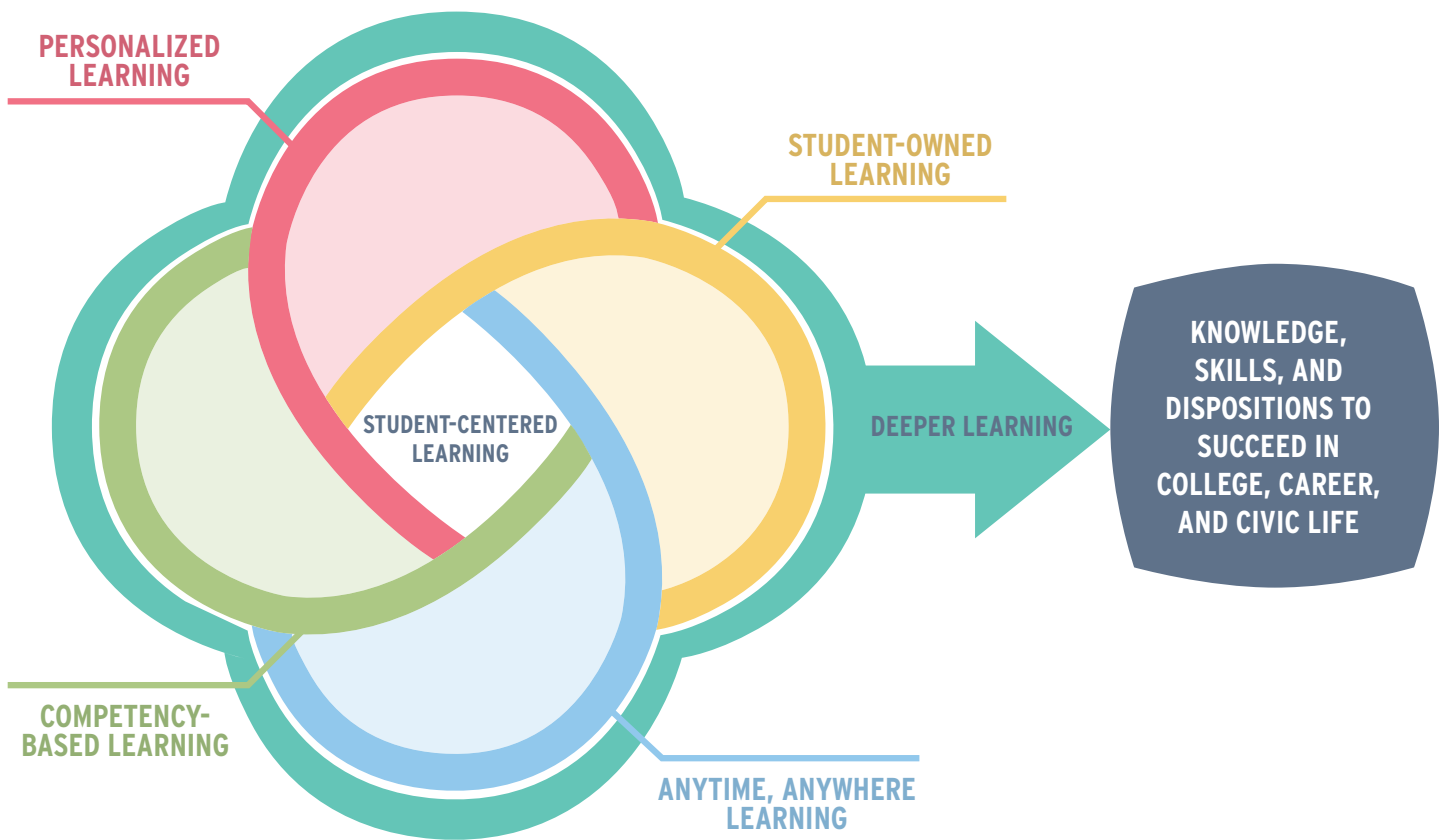 PERSONALIZED
LEARNING
STUDENT-OWNED
LEARNING
STUDENT-CENTERED
LEARNING
DEEPER LEARNING
KNOWLEDGE,
SKILLS, AND
DISPOSITIONS TO
SUCCEED IN
COLLEGE, CAREER,
AND CIVIC LIFE
COMPETENCY-
BASED LEARNING
ANYTIME, ANYWHERE
LEARNING